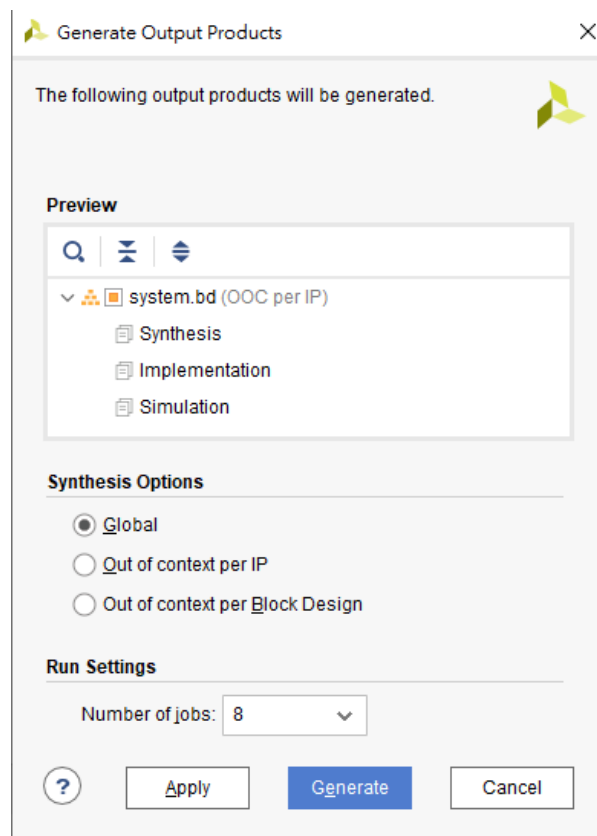 Generate Output Products
The following output products will be generated.
Preview
system.bd (OOC per IP)
Synthesis
Implementation
Simulation
Synthesis Options
Global
Out of context per IP
Out of context per Block Design
Run Settings
Number of jobs: 8
? Apply Generate Cancel